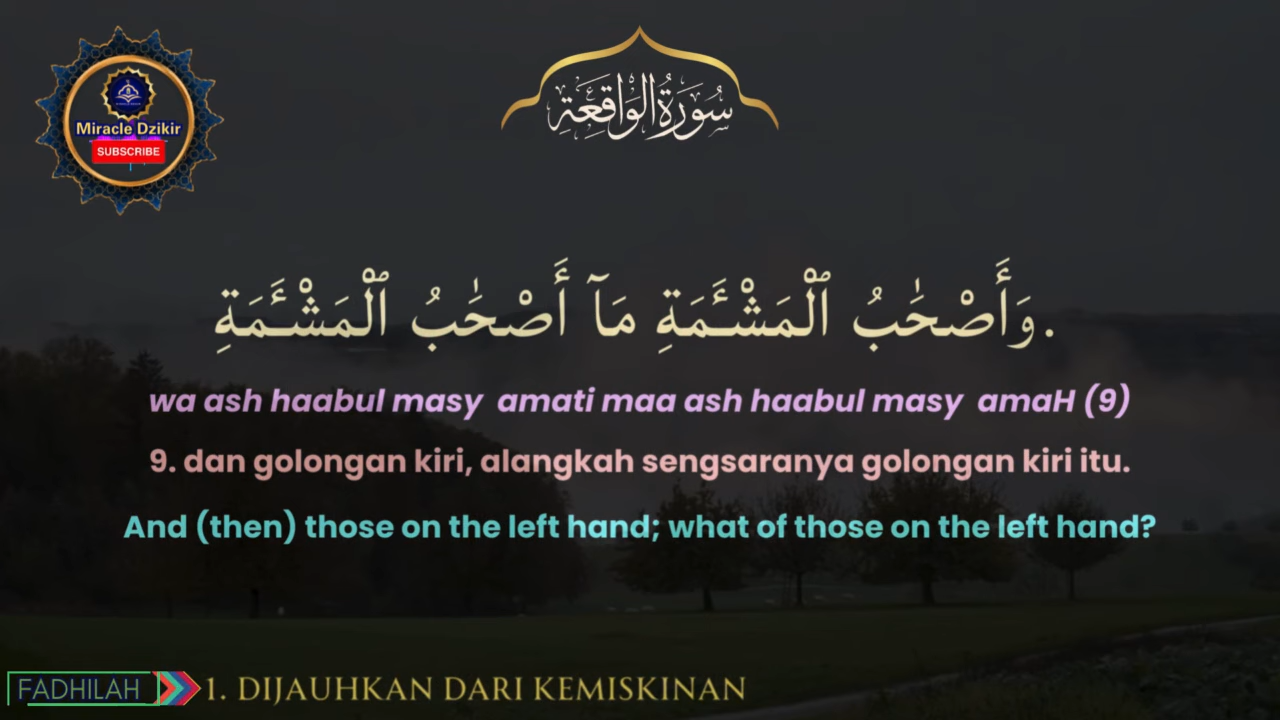 Miracle Dzikir
SUBSCRIBE
سُورَةُ الْوَاقِعَةِ
وَأَصْحَٰبُ ٱلْمَشْـَٔمَةِ مَآ أَصْحَٰبُ ٱلْمَشْـَٔمَةِ.
wa ash haabul masy amati maa ash haabul masy amaH (9)
9. dan golongan kiri, alangkah sengsaranya golongan kiri itu.
And (then) those on the left hand; what of those on the left hand?
FADHILAH 1. DIJAUHKAN DARI KEMISKINAN